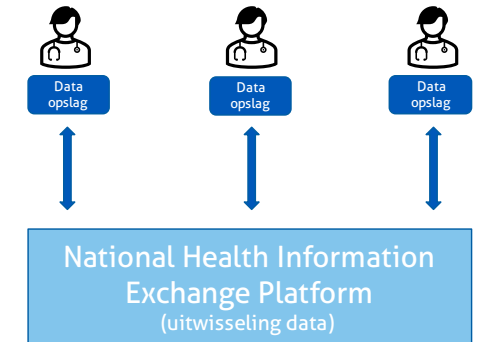 Data
opslag
Data
opslag
Data
opslag
National Health Information
Exchange Platform
(uitwisseling data)